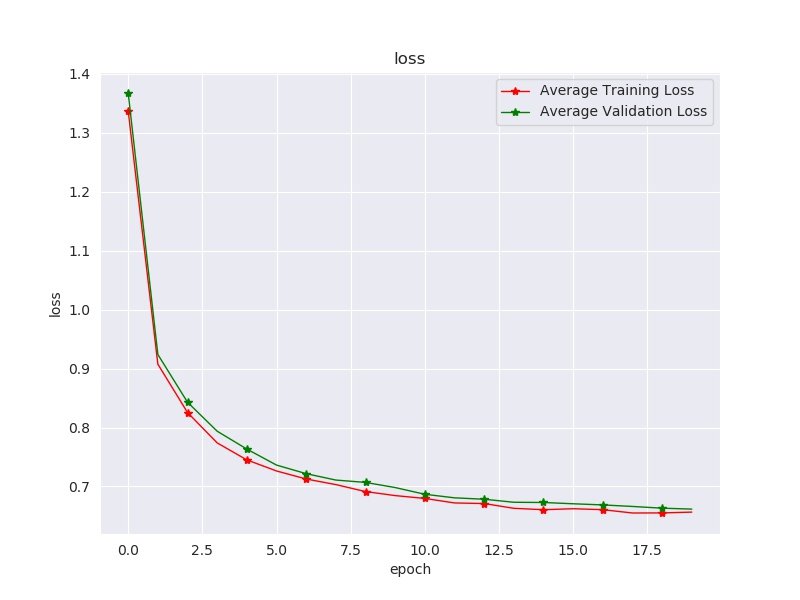 loss
1.4
Average Training Loss
Average Validation Loss
1.3
1.2
1.1
1.0
0.9
0.8
0.7
loss
0.0 2.5 5.0 7.5 10.0 12.5 15.0 17.5
epoch